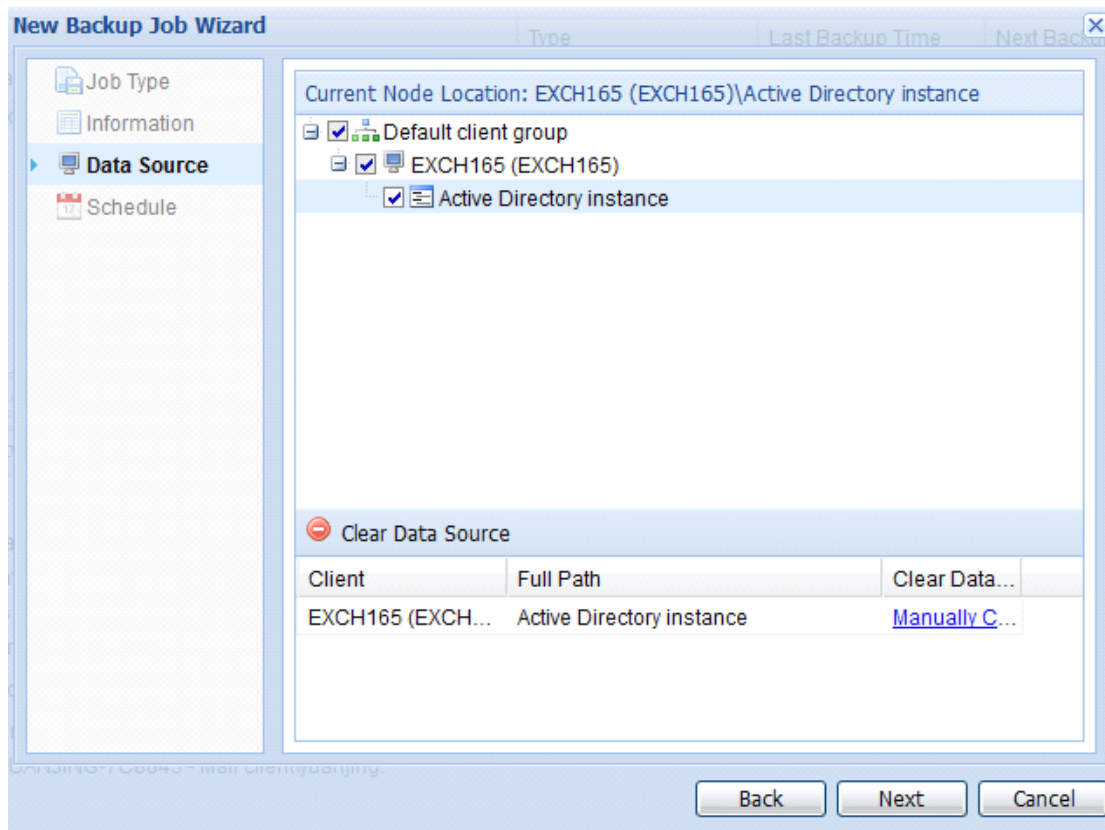 New Backup Job Wizard
Type Last Backup Time Next Backup
Job Type
Information
Data Source
Schedule
Current Node Location: EXCH165 (EXCH165)\Active Directory instance
Default client group
EXCH165 (EXCH165)
Active Directory instance
Clear Data Source
Client Full Path Clear Data...
EXCH165 (EXCH... Active Directory instance Manually C...
Back Next Cancel